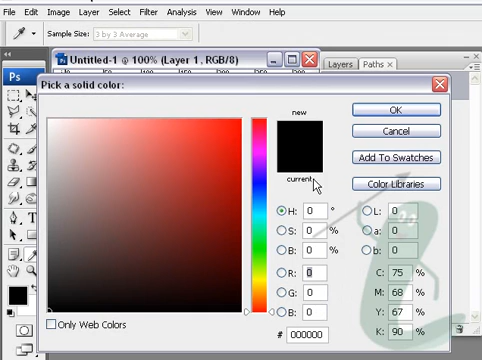 File Edit Image Layer Select Filter Analysis View Window Help
Sample Size: 3 by 3 Average
Ps Untitled-1 @ 100% (Layer 1, RGB/8)
Layers Paths ×
Ps
Pick a solid color:
new
OK
Cancel
Add To Swatches
current
Color Libraries
H: 0 ° L: 0
S: 0 % a: 0
B: 0 % b: 0
R: 0 C: 75 %
G: 0 M: 68 %
B: 0 Y: 67 %
Only Web Colors
# 000000 K: 90 %